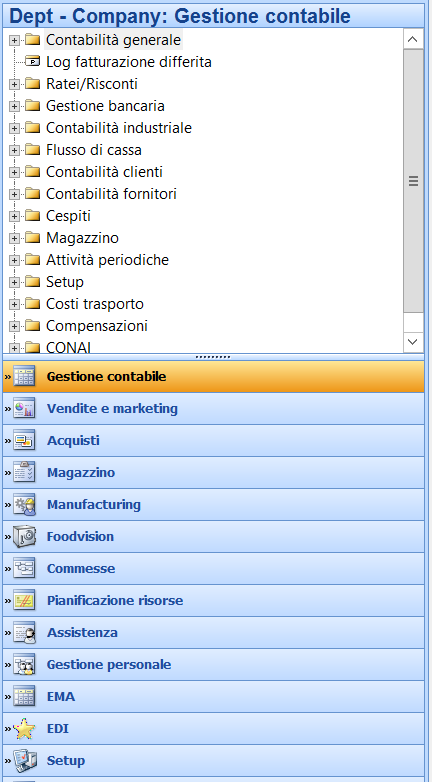 Dept - Company: Gestione contabile
Contabilità generale
Log fatturazione differita
Ratei/Risconti
Gestione bancaria
Contabilità industriale
Flusso di cassa
Contabilità clienti
Contabilità fornitori
Cespiti
Magazzino
Attività periodiche
Setup
Costi trasporto
Compensazioni
CONAI
Gestione contabile
Vendite e marketing
Acquisti
Magazzino
Manufacturing
Foodvision
Commesse
Pianificazione risorse
Assistenza
Gestione personale
EMA
EDI
Setup